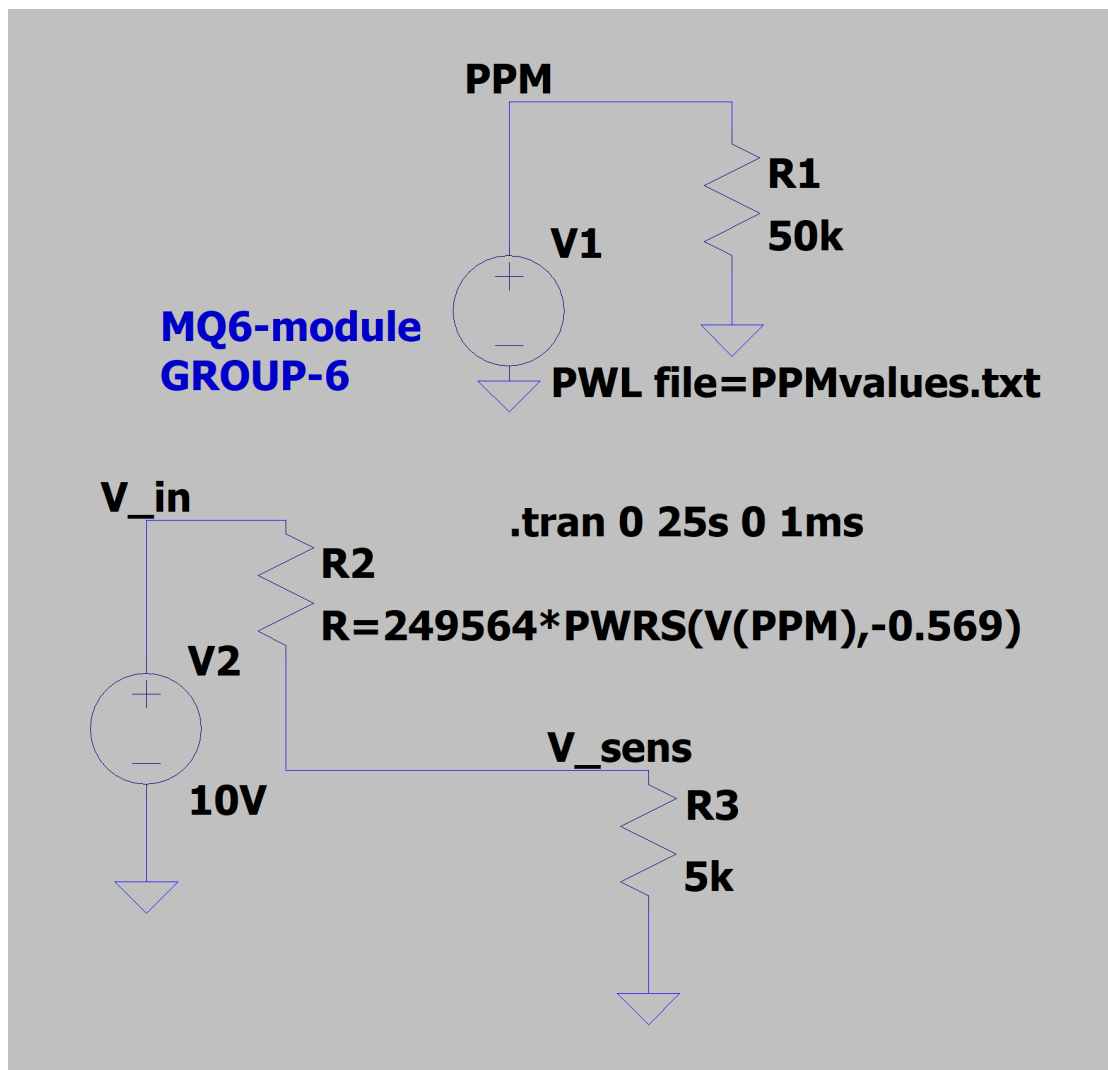 PPM
R1
50k
V1
MQ6-module
GROUP-6
PWL file=PPMvalues.txt
V_in
.tran 0 25s 0 1ms
R2
R=249564*PWRS(V(PPM),-0.569)
V2
10V
V_sens
R3
5k